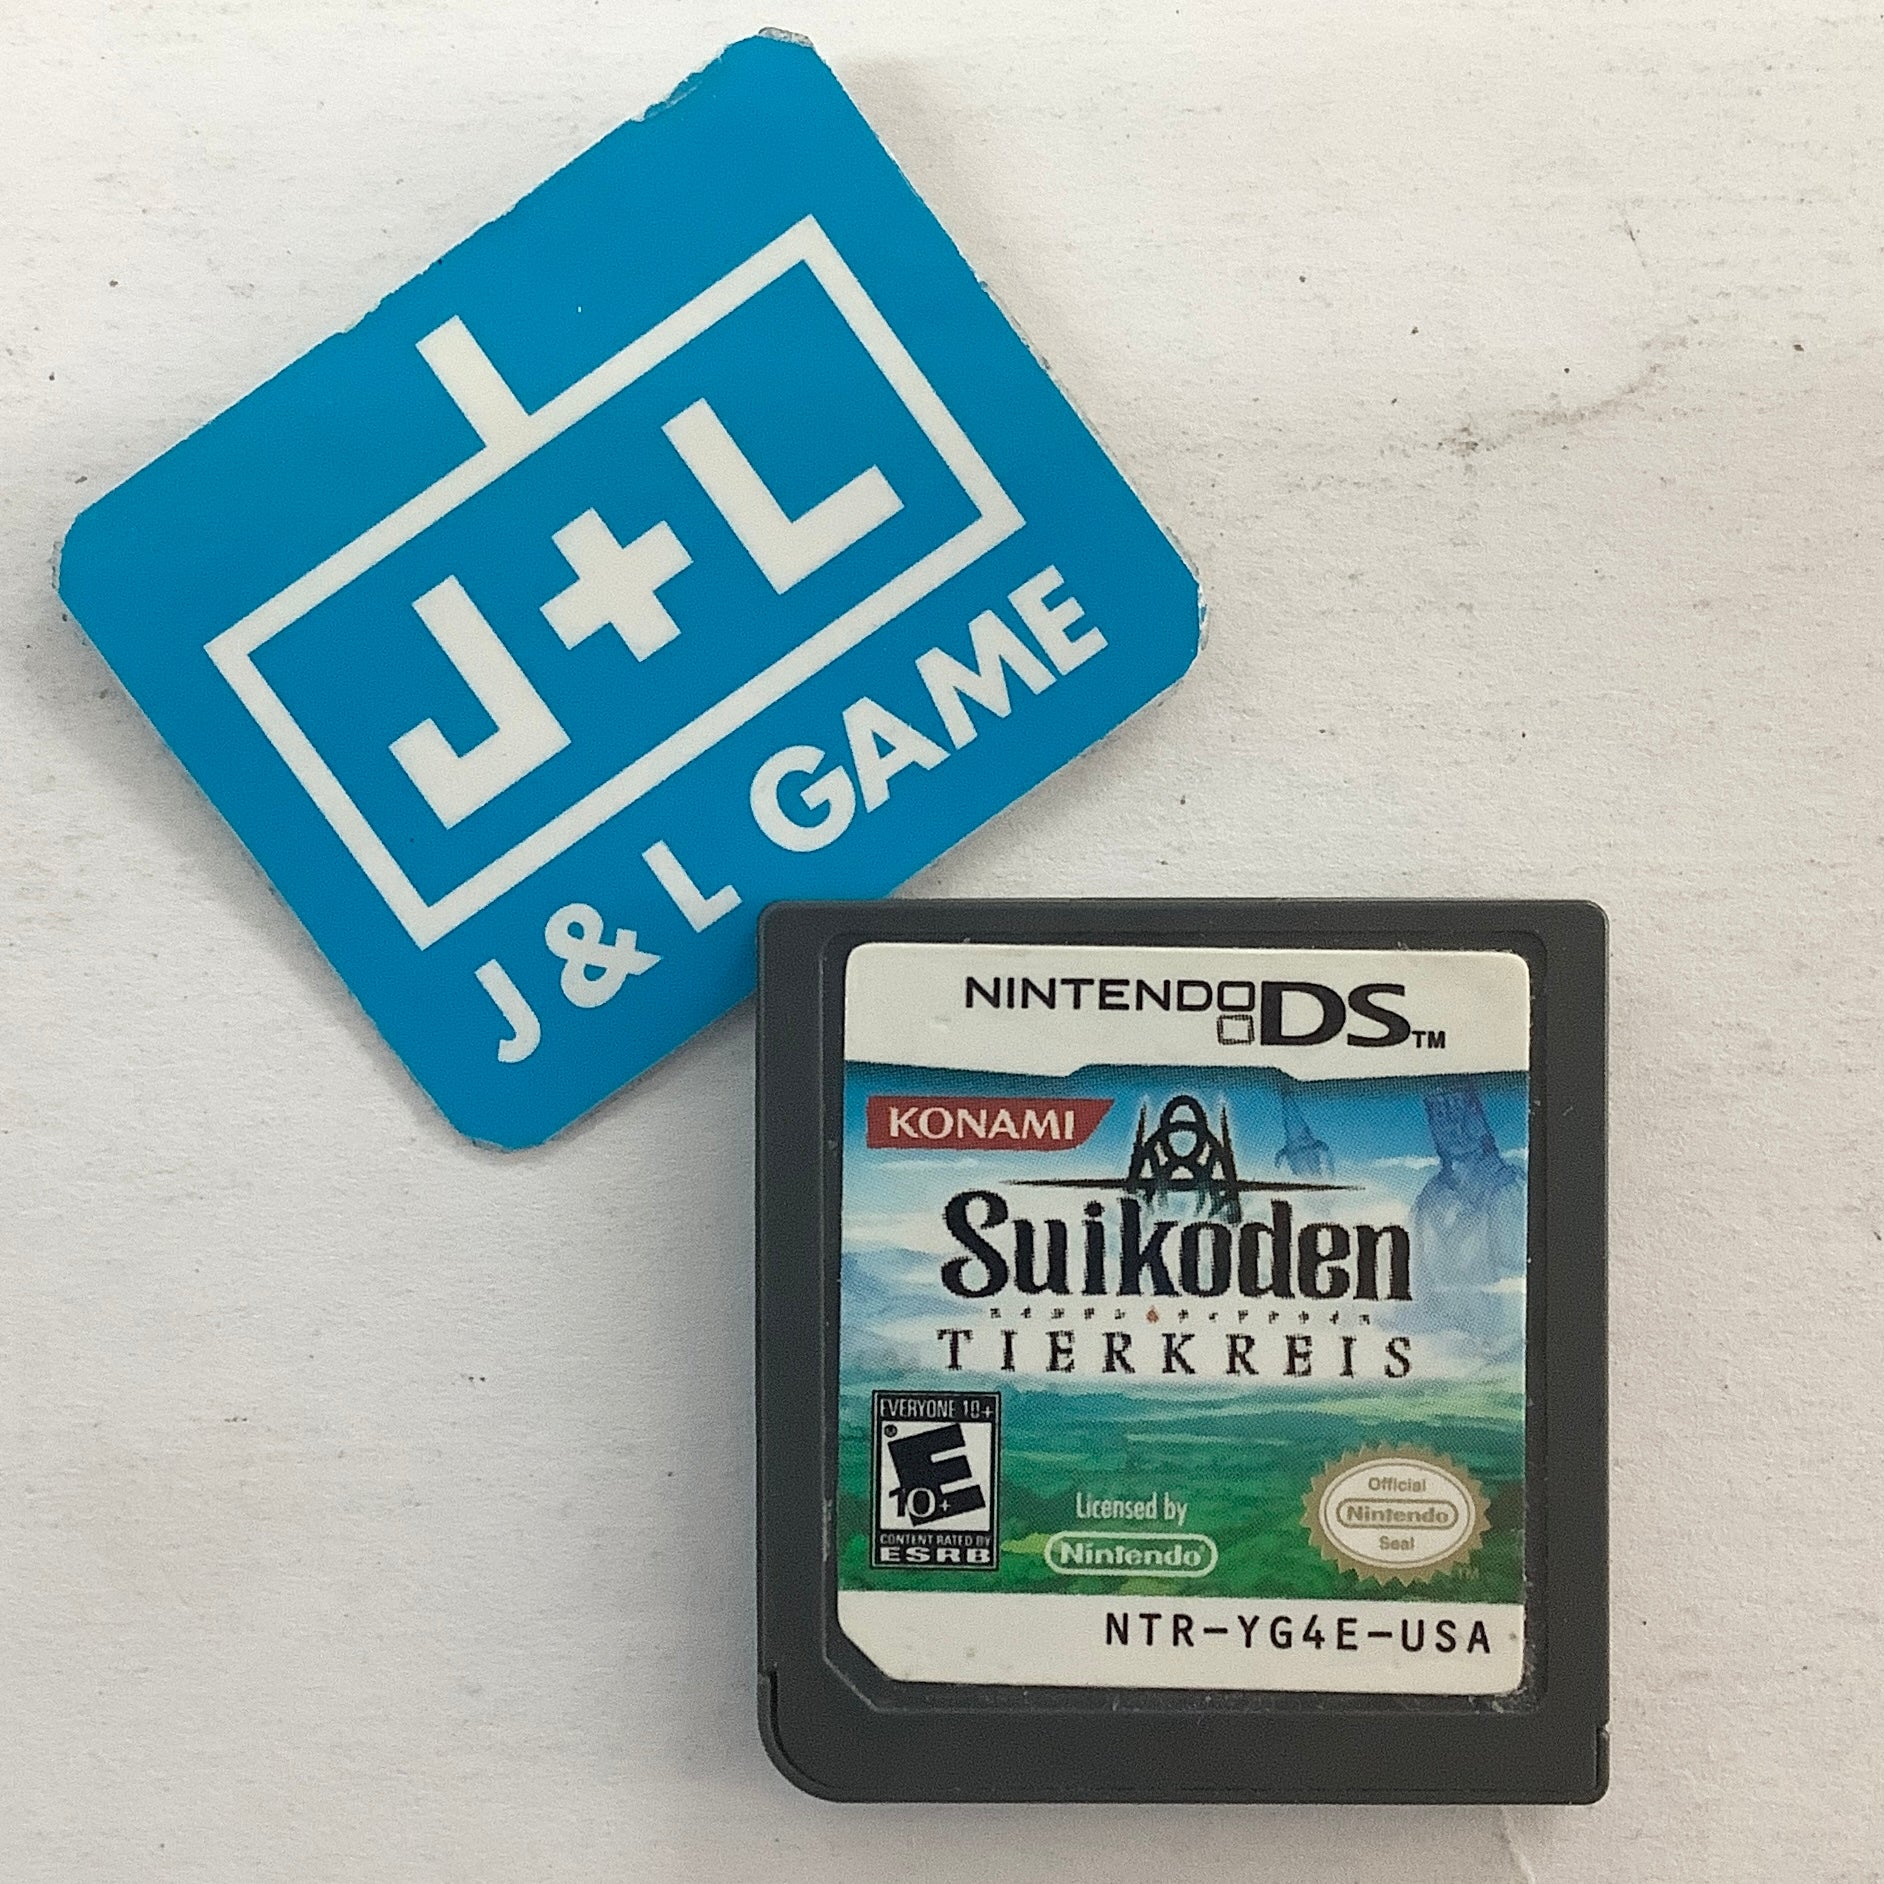 J+L
J & L GAME
NINTENDO DS™
KONAMI
Suikoden
TIERKREIS
EVERYONE 10+
E
10+
CONTENT RATED BY
ESRB
Licensed by
Nintendo®
Official
Nintendo
Seal
TM
NTR-YG4E-USA